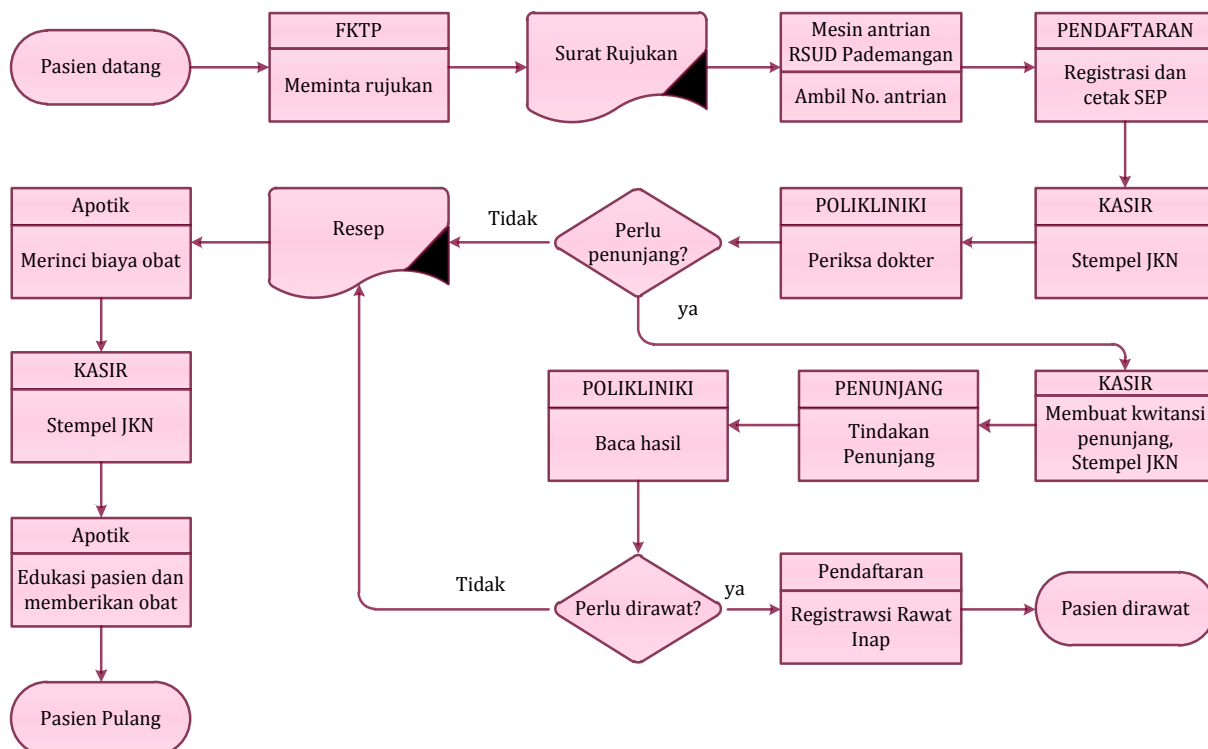 Pasien datang
FKTP
Meminta rujukan
Surat Rujukan
Mesin antrian
RSUD Pademangan
Ambil No. antrian
PENDAFTARAN
Registrasi dan
cetak SEP
Apotik
Merinci biaya obat
Resep
Tidak
Perlu
penunjang?
POLIKLINIKI
Periksa dokter
KASIR
Stempel JKN
ya
KASIR
Stempel JKN
POLIKLINIKI
Baca hasil
PENUNJANG
Tindakan
Penunjang
KASIR
Membuat kwitansi
penunjang,
Stempel JKN
Apotik
Edukasi pasien dan
memberikan obat
Tidak
Perlu dirawat?
ya
Pendaftaran
Registrawsi Rawat
Inap
Pasien dirawat
Pasien Pulang